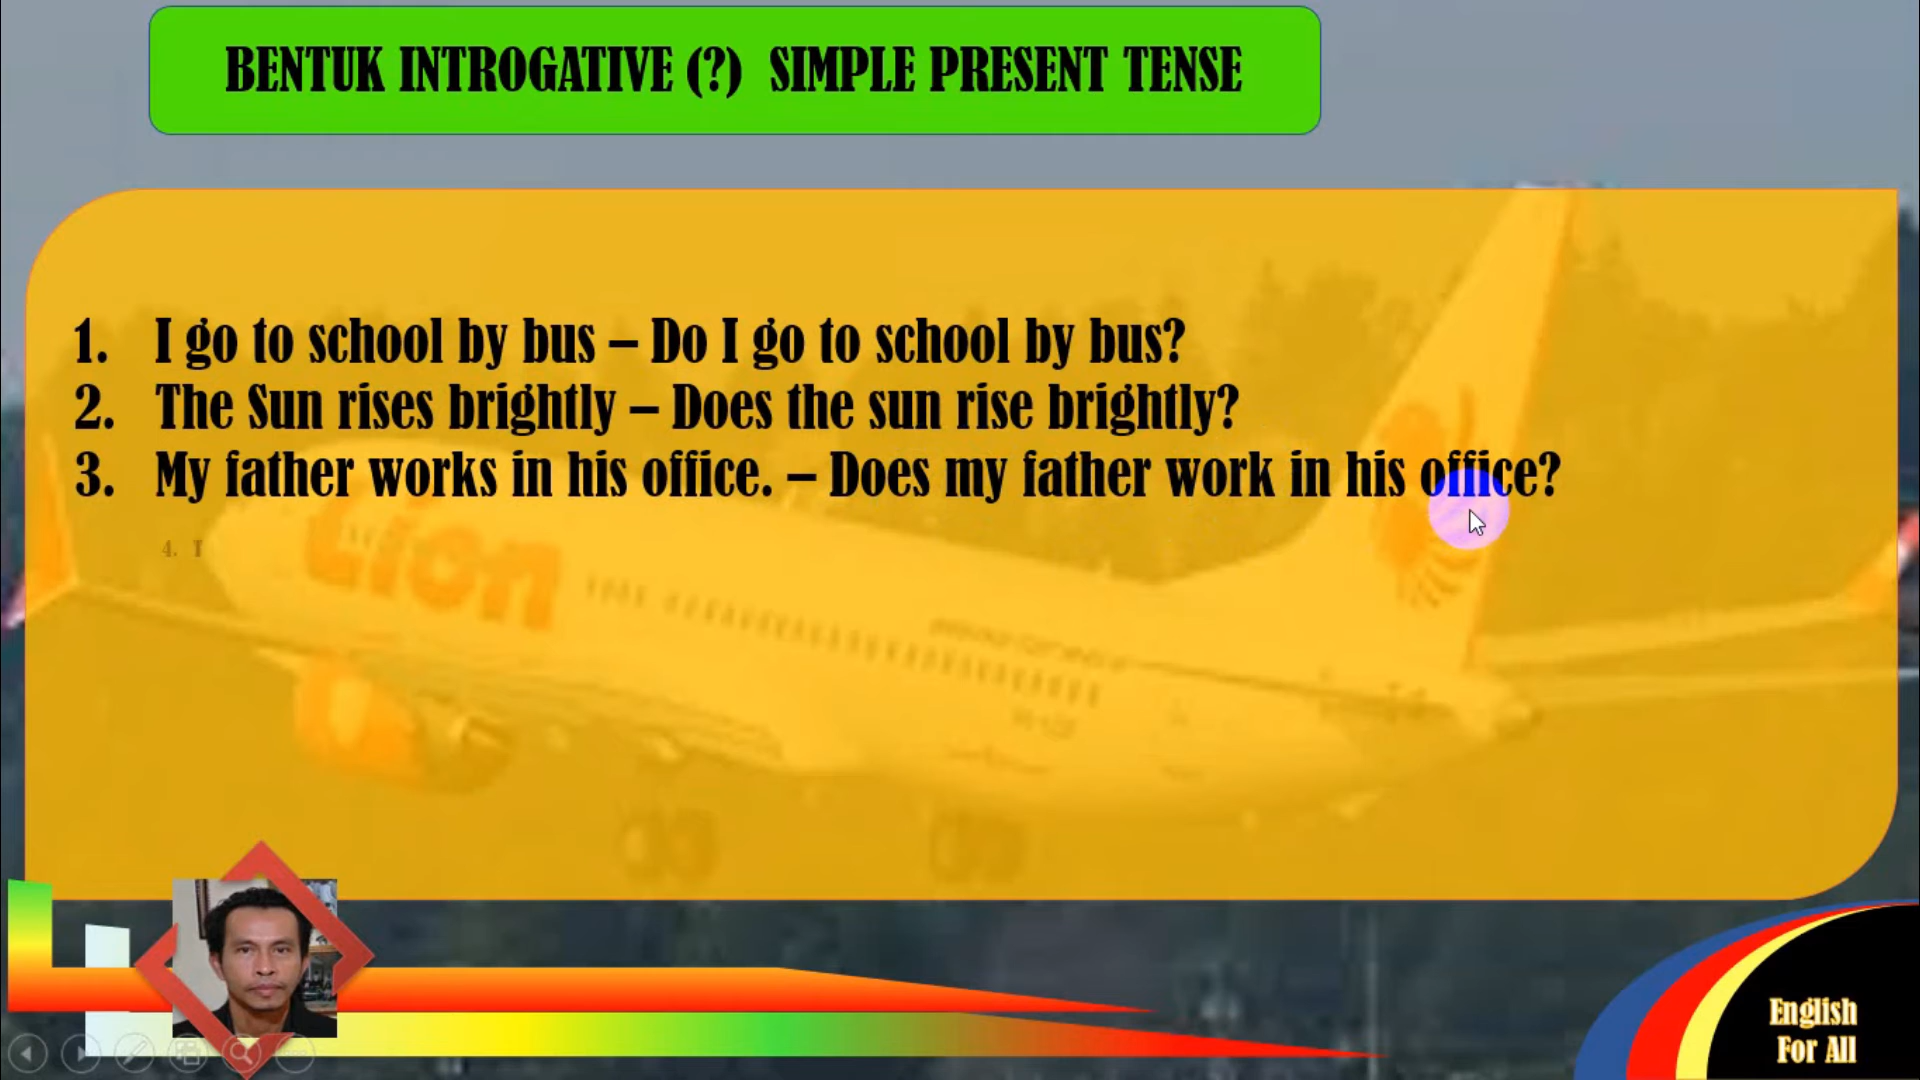 BENTUK INTROGATIVE (?) SIMPLE PRESENT TENSE
1. I go to school by bus – Do I go to school by bus?
2. The Sun rises brightly – Does the sun rise brightly?
3. My father works in his office. – Does my father work in his office?
4. T
Lion
English
For All